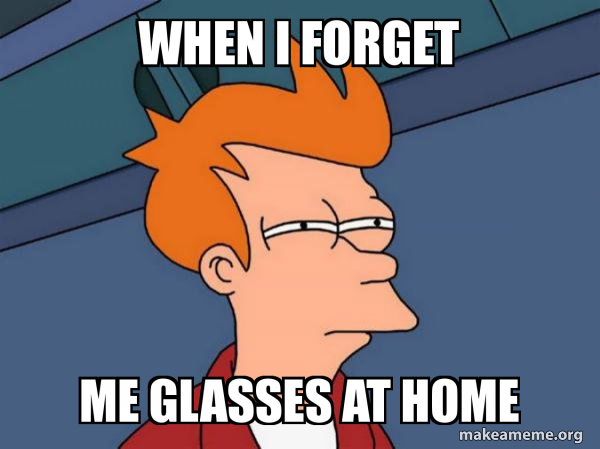 WHEN I FORGET
ME GLASSES AT HOME
makeameme.org